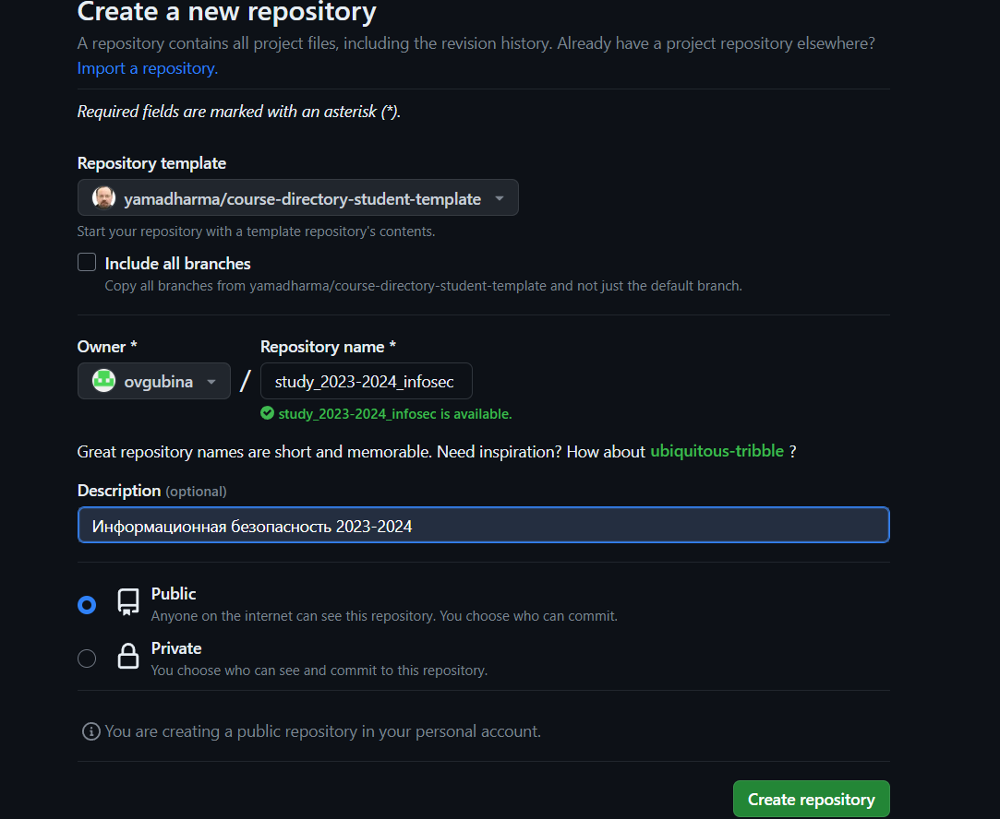 Create a new repository
A repository contains all project files, including the revision history. Already have a project repository elsewhere?
Import a repository.
Required fields are marked with an asterisk (*).
Repository template
yamadharma/course-directory-student-template
Start your repository with a template repository's contents.
Include all branches
Copy all branches from yamadharma/course-directory-student-template and not just the default branch.
Owner * Repository name *
ovgubina / study_2023-2024_infosec
study_2023-2024_infosec is available.
Great repository names are short and memorable. Need inspiration? How about ubiquitous-tribble ?
Description (optional)
Информационная безопасность 2023-2024
Public
Anyone on the internet can see this repository. You choose who can commit.
Private
You choose who can see and commit to this repository.
You are creating a public repository in your personal account.
Create repository